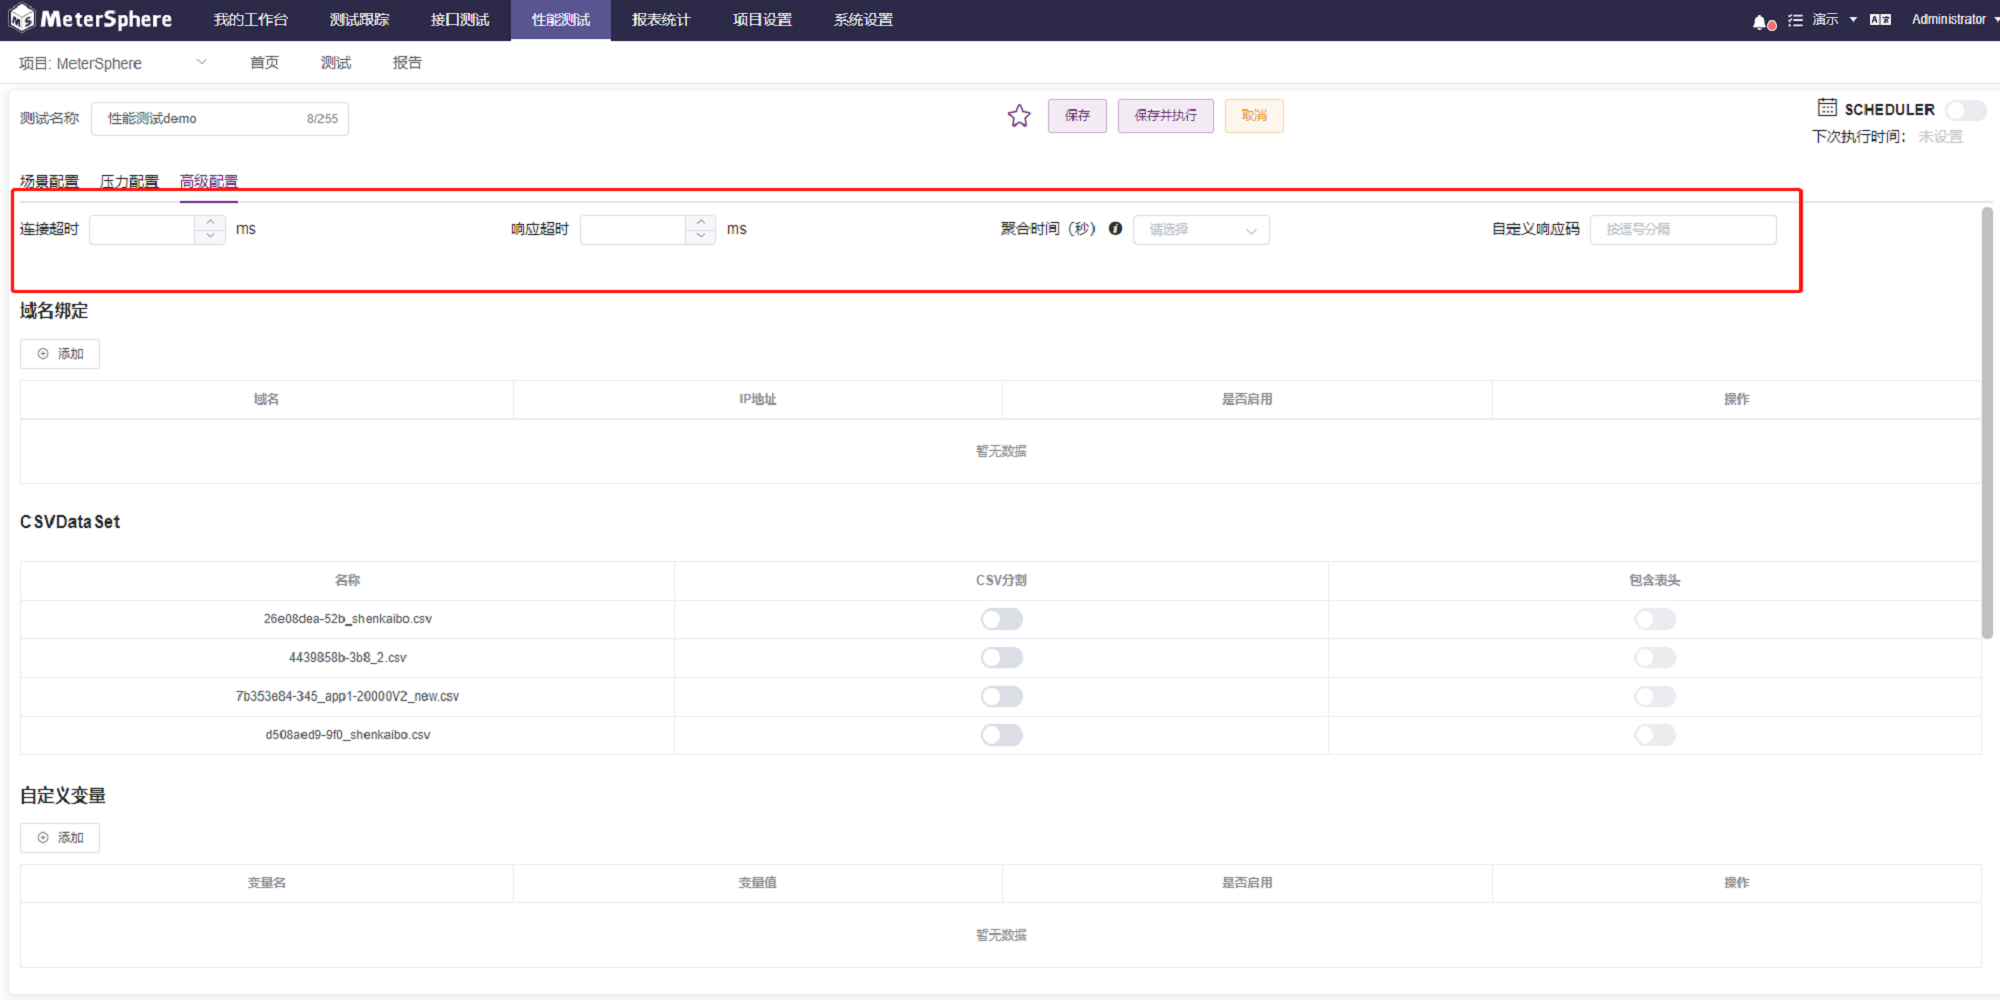 MeterSphere 我的工作台 测试跟踪 接口测试 性能测试 报表统计 项目设置 系统设置 演示 Administrator
项目: MeterSphere 首页 测试 报告
测试名称 性能测试demo 8/255 保存 保存并执行 取消 SCHEDULER
下次执行时间: 未设置
场景配置 压力配置 高级配置
连接超时 ms 响应超时 ms 聚合时间（秒） 请选择 自定义响应码 按逗号分隔
域名绑定
添加
域名 IP地址 是否启用 操作
暂无数据
CSVDataSet
名称 CSV分割 包含表头
26e08dea-52b_shenkaibo.csv
4439858b-3b8_2.csv
7b353e84-345_app1-20000V2_new.csv
d508aed9-9f0_shenkaibo.csv
自定义变量
添加
变量名 变量值 是否启用 操作
暂无数据